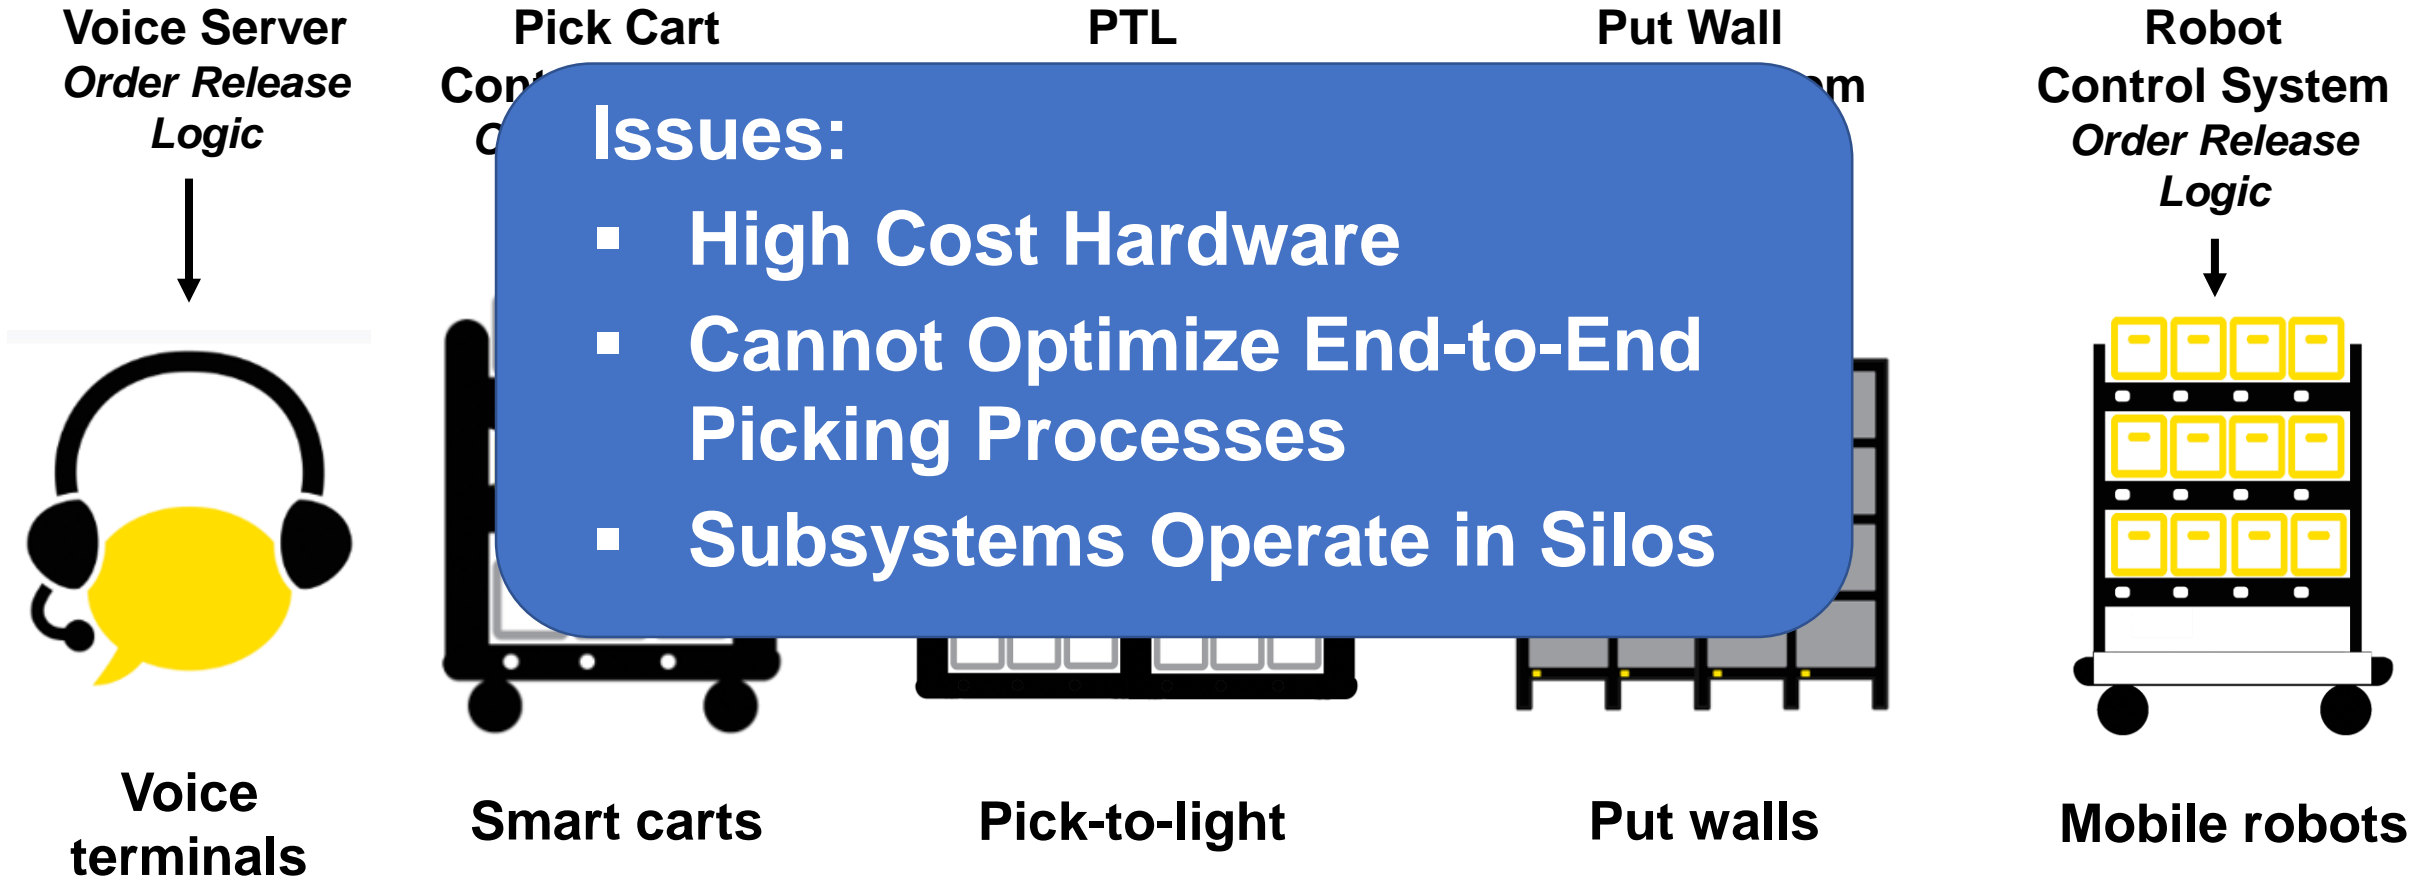 Voice Server
Order Release
Logic
Pick Cart
PTL
Put Wall
Robot
Control System
Order Release
Logic
Issues:
▪ High Cost Hardware
▪ Cannot Optimize End-to-End
Picking Processes
▪ Subsystems Operate in Silos
Voice
terminals
Smart carts
Pick-to-light
Put walls
Mobile robots